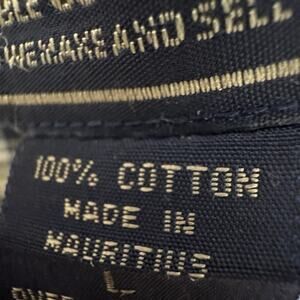 WE MAKE AND SELL
100% COTTON
MADE IN
MAURITIUS
L